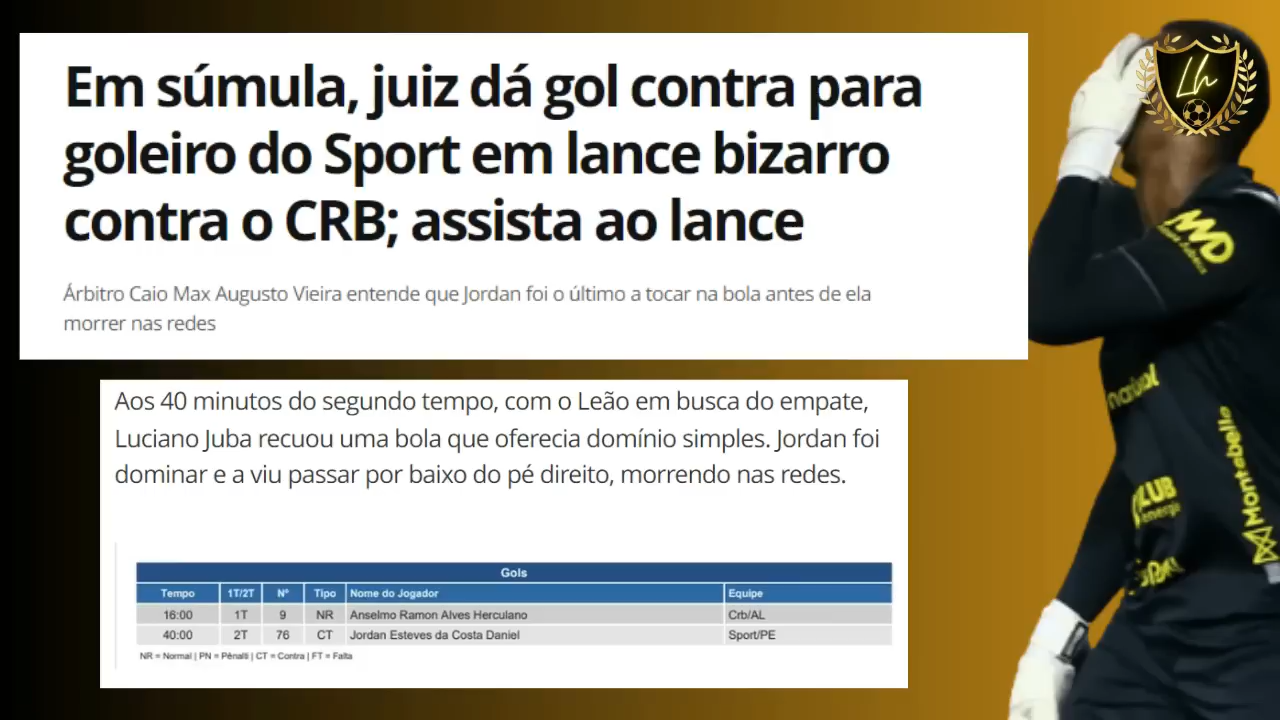 Em súmula, juiz dá gol contra para
goleiro do Sport em lance bizarro
contra o CRB; assista ao lance
Árbitro Caio Max Augusto Vieira entende que Jordan foi o último a tocar na bola antes de ela
morrer nas redes
Aos 40 minutos do segundo tempo, com o Leão em busca do empate,
Luciano Juba recuou uma bola que oferecia domínio simples. Jordan foi
dominar e a viu passar por baixo do pé direito, morrendo nas redes.
Gols
Tempo 1T/2T Nº Tipo Nome do Jogador Equipe
16:00 1T 9 NR Anselmo Ramon Alves Herculano Crb/AL
40:00 2T 76 CT Jordan Esteves da Costa Daniel Sport/PE
NR = Normal | PN = Pênalti | CT = Contra | FT = Falta
Lh
Montebello